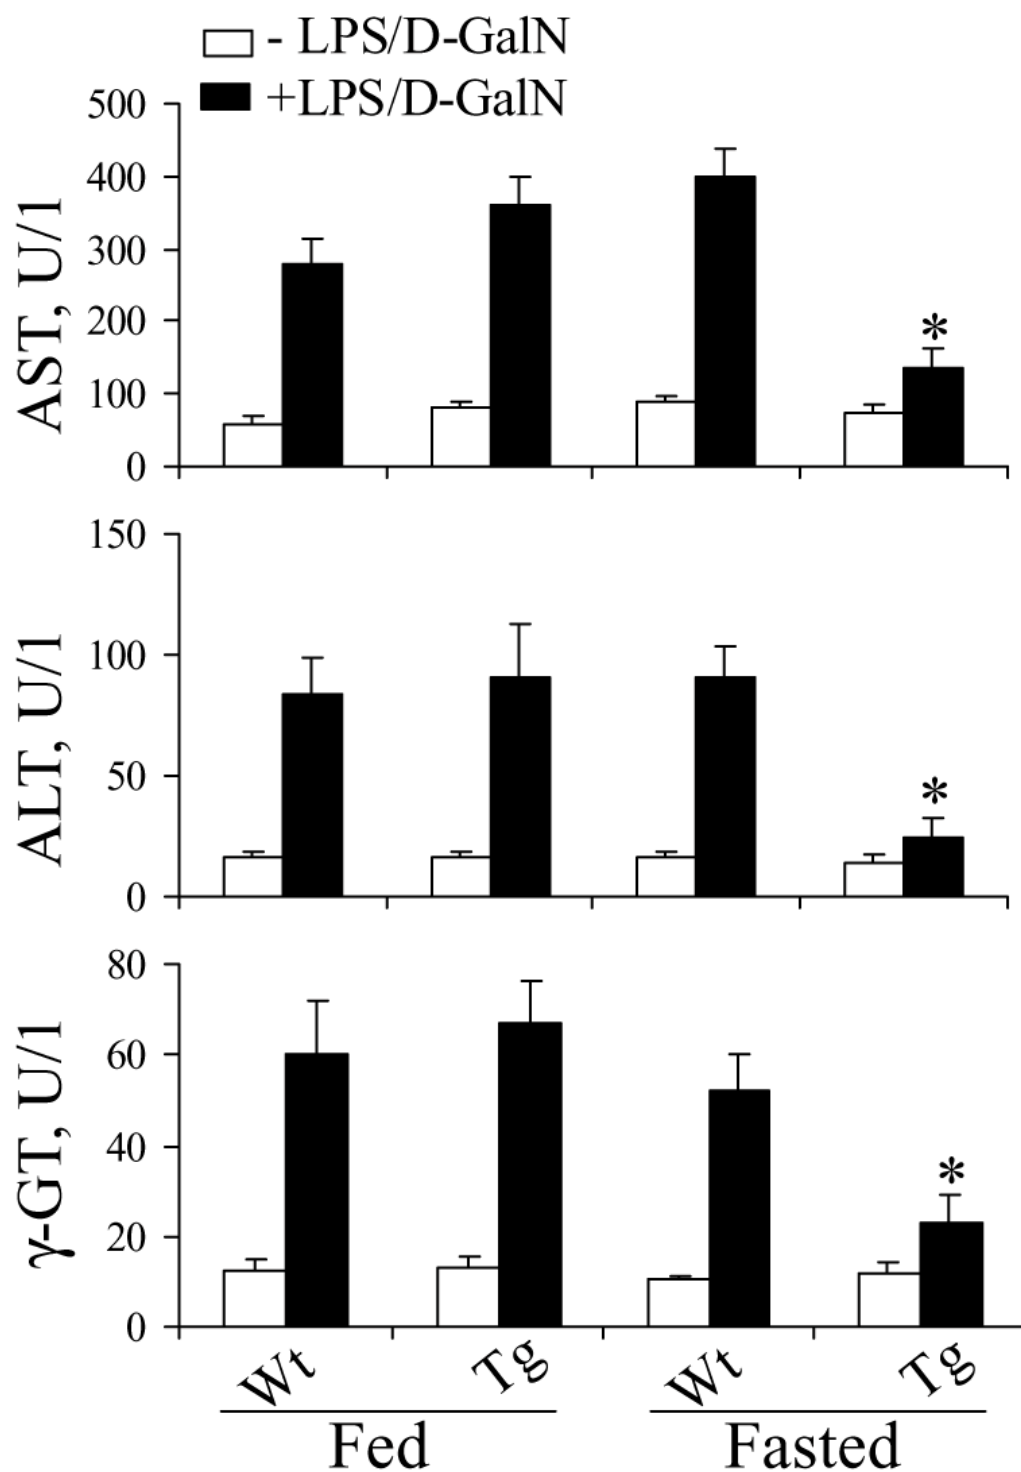 - LPS/D-GalN
+LPS/D-GalN
500
400
300
200
100
0
AST, U/1
*
150
100
50
0
ALT, U/1
*
80
60
40
20
0
γ-GT, U/1
*
Wt Tg Wt Tg
Fed Fasted